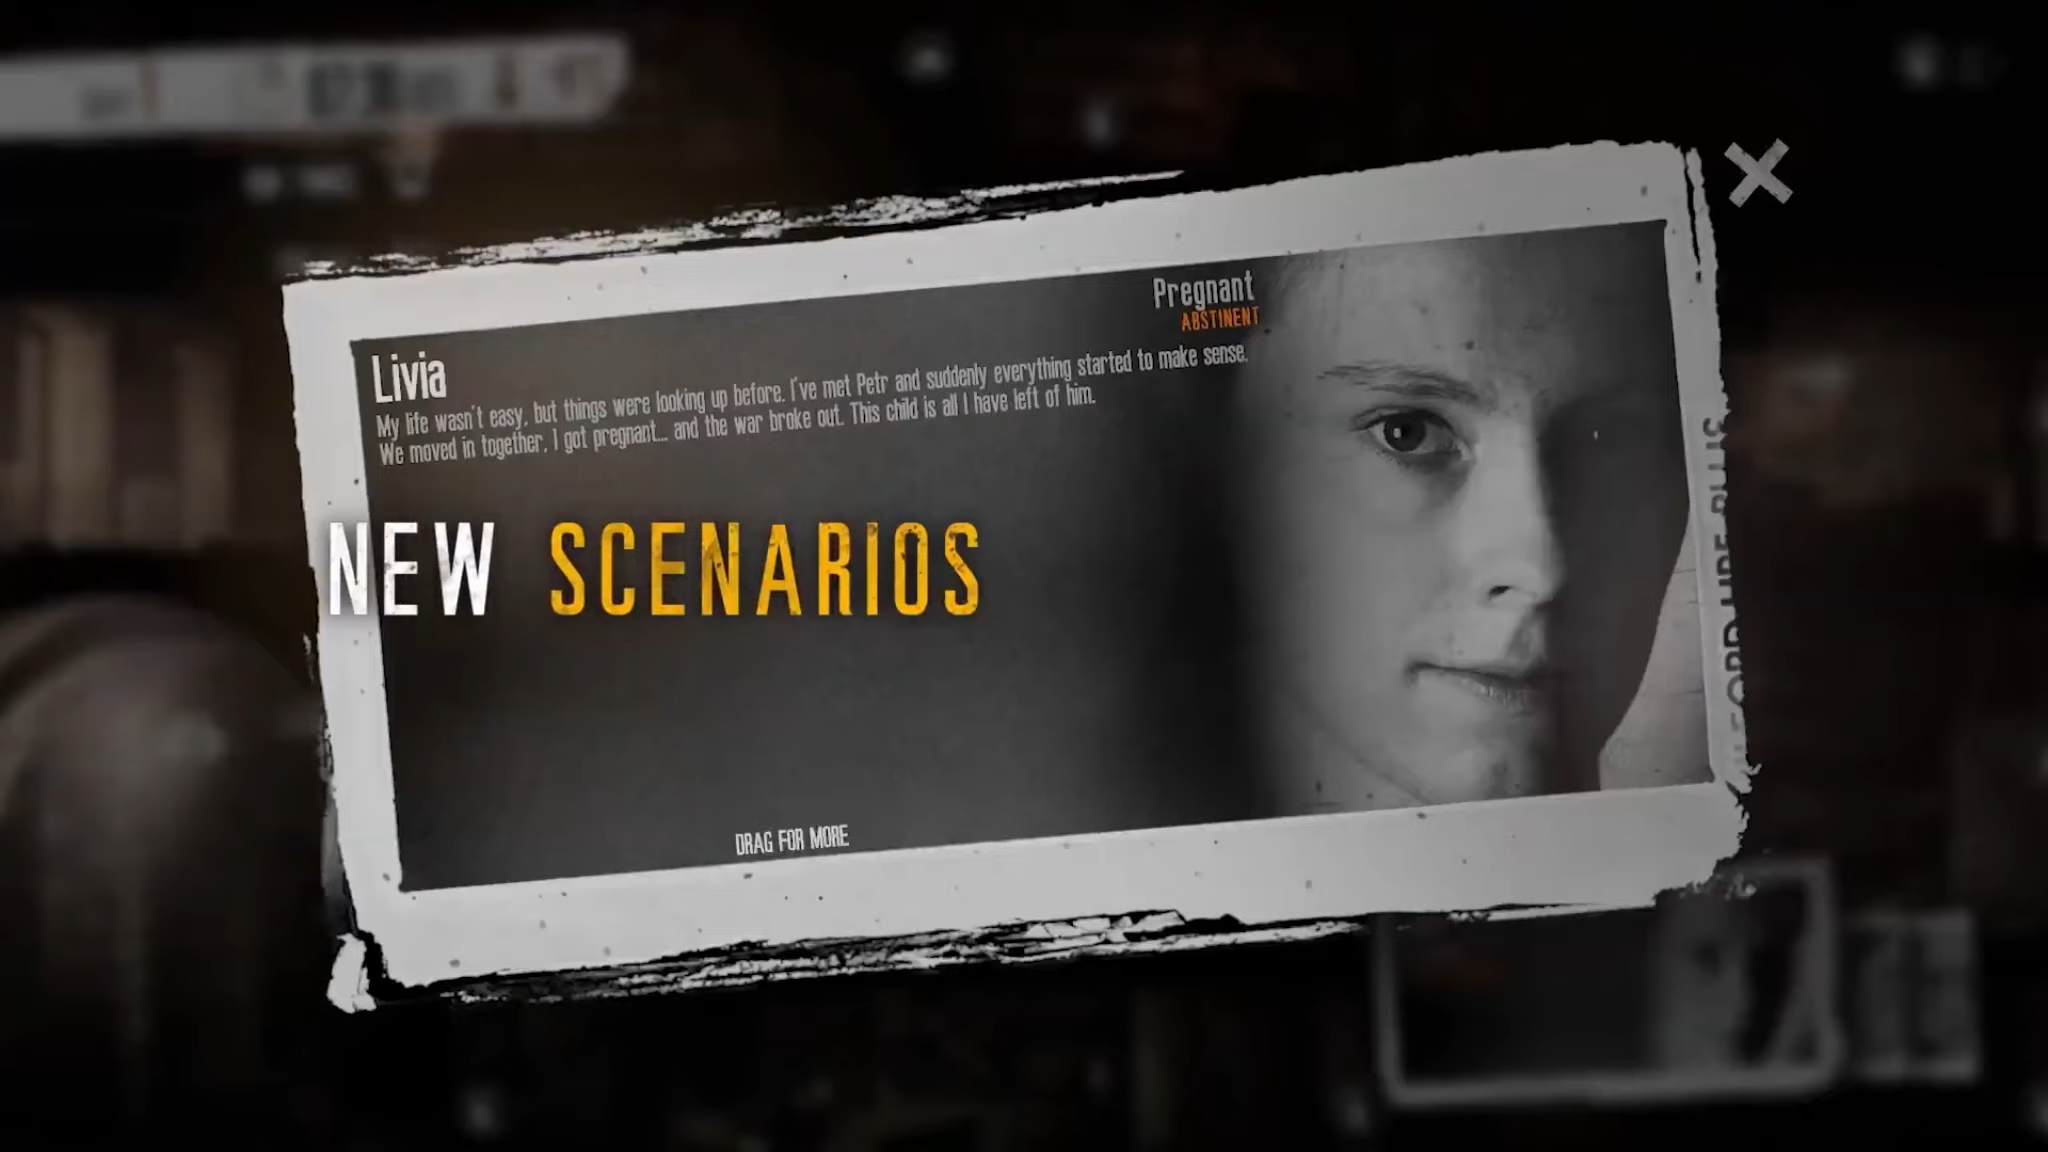 Pregnant
ABSTINENT
Livia
My life wasn't easy, but things were looking up before. I've met Petr and suddenly everything started to make sense.
We moved in together, I got pregnant... and the war broke out. This child is all I have left of him.
NEW SCENARIOS
DRAG FOR MORE